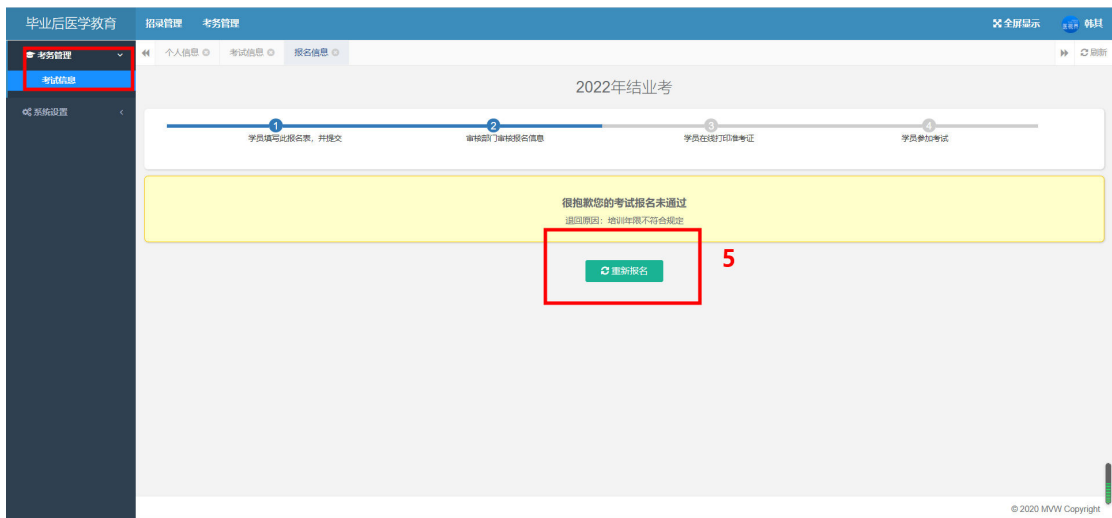 毕业后医学教育
招录管理 考务管理
全屏显示
韩其
考务管理
个人信息 考试信息 报名信息
刷新
考试信息
2022年结业考
系统设置
1 2 3 4
学员填写此报名表，并提交 审核部门审核报名信息 学员在线打印准考证 学员参加考试
很抱歉您的考试报名未通过
退回原因：培训年限不符合规定
5
重新报名
© 2020 MVW Copyright